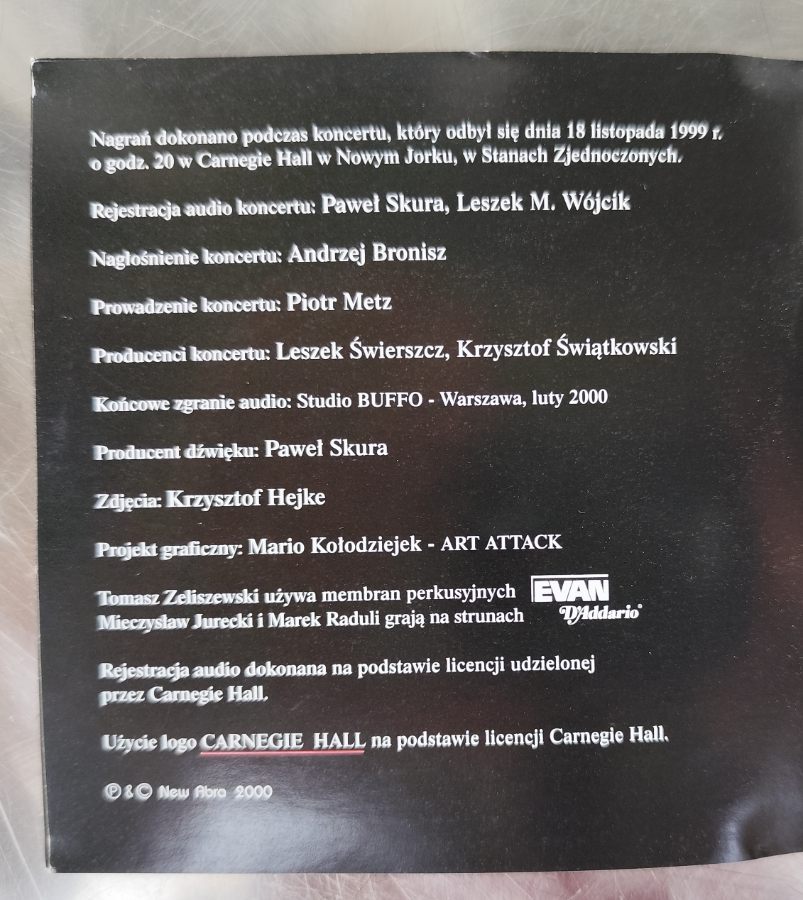 Nagrań dokonano podczas koncertu, który odbył się dnia 18 listopada 1999 r.
o godz. 20 w Carnegie Hall w Nowym Jorku, w Stanach Zjednoczonych.
Rejestracja audio koncertu: Paweł Skura, Leszek M. Wójcik
Nagłośnienie koncertu: Andrzej Bronisz
Prowadzenie koncertu: Piotr Metz
Producenci koncertu: Leszek Świerszcz, Krzysztof Świątkowski
Końcowe zgranie audio: Studio BUFFO - Warszawa, luty 2000
Producent dźwięku: Paweł Skura
Zdjęcia: Krzysztof Hejke
Projekt graficzny: Mario Kołodziejek - ART ATTACK
Tomasz Zeliszewski używa membran perkusyjnych EVAN
Mieczysław Jurecki i Marek Raduli grają na strunach D'Addario®
Rejestracja audio dokonana na podstawie licencji udzielonej
przez Carnegie Hall.
Użycie logo CARNEGIE HALL na podstawie licencji Carnegie Hall.
℗ & © New Abra 2000